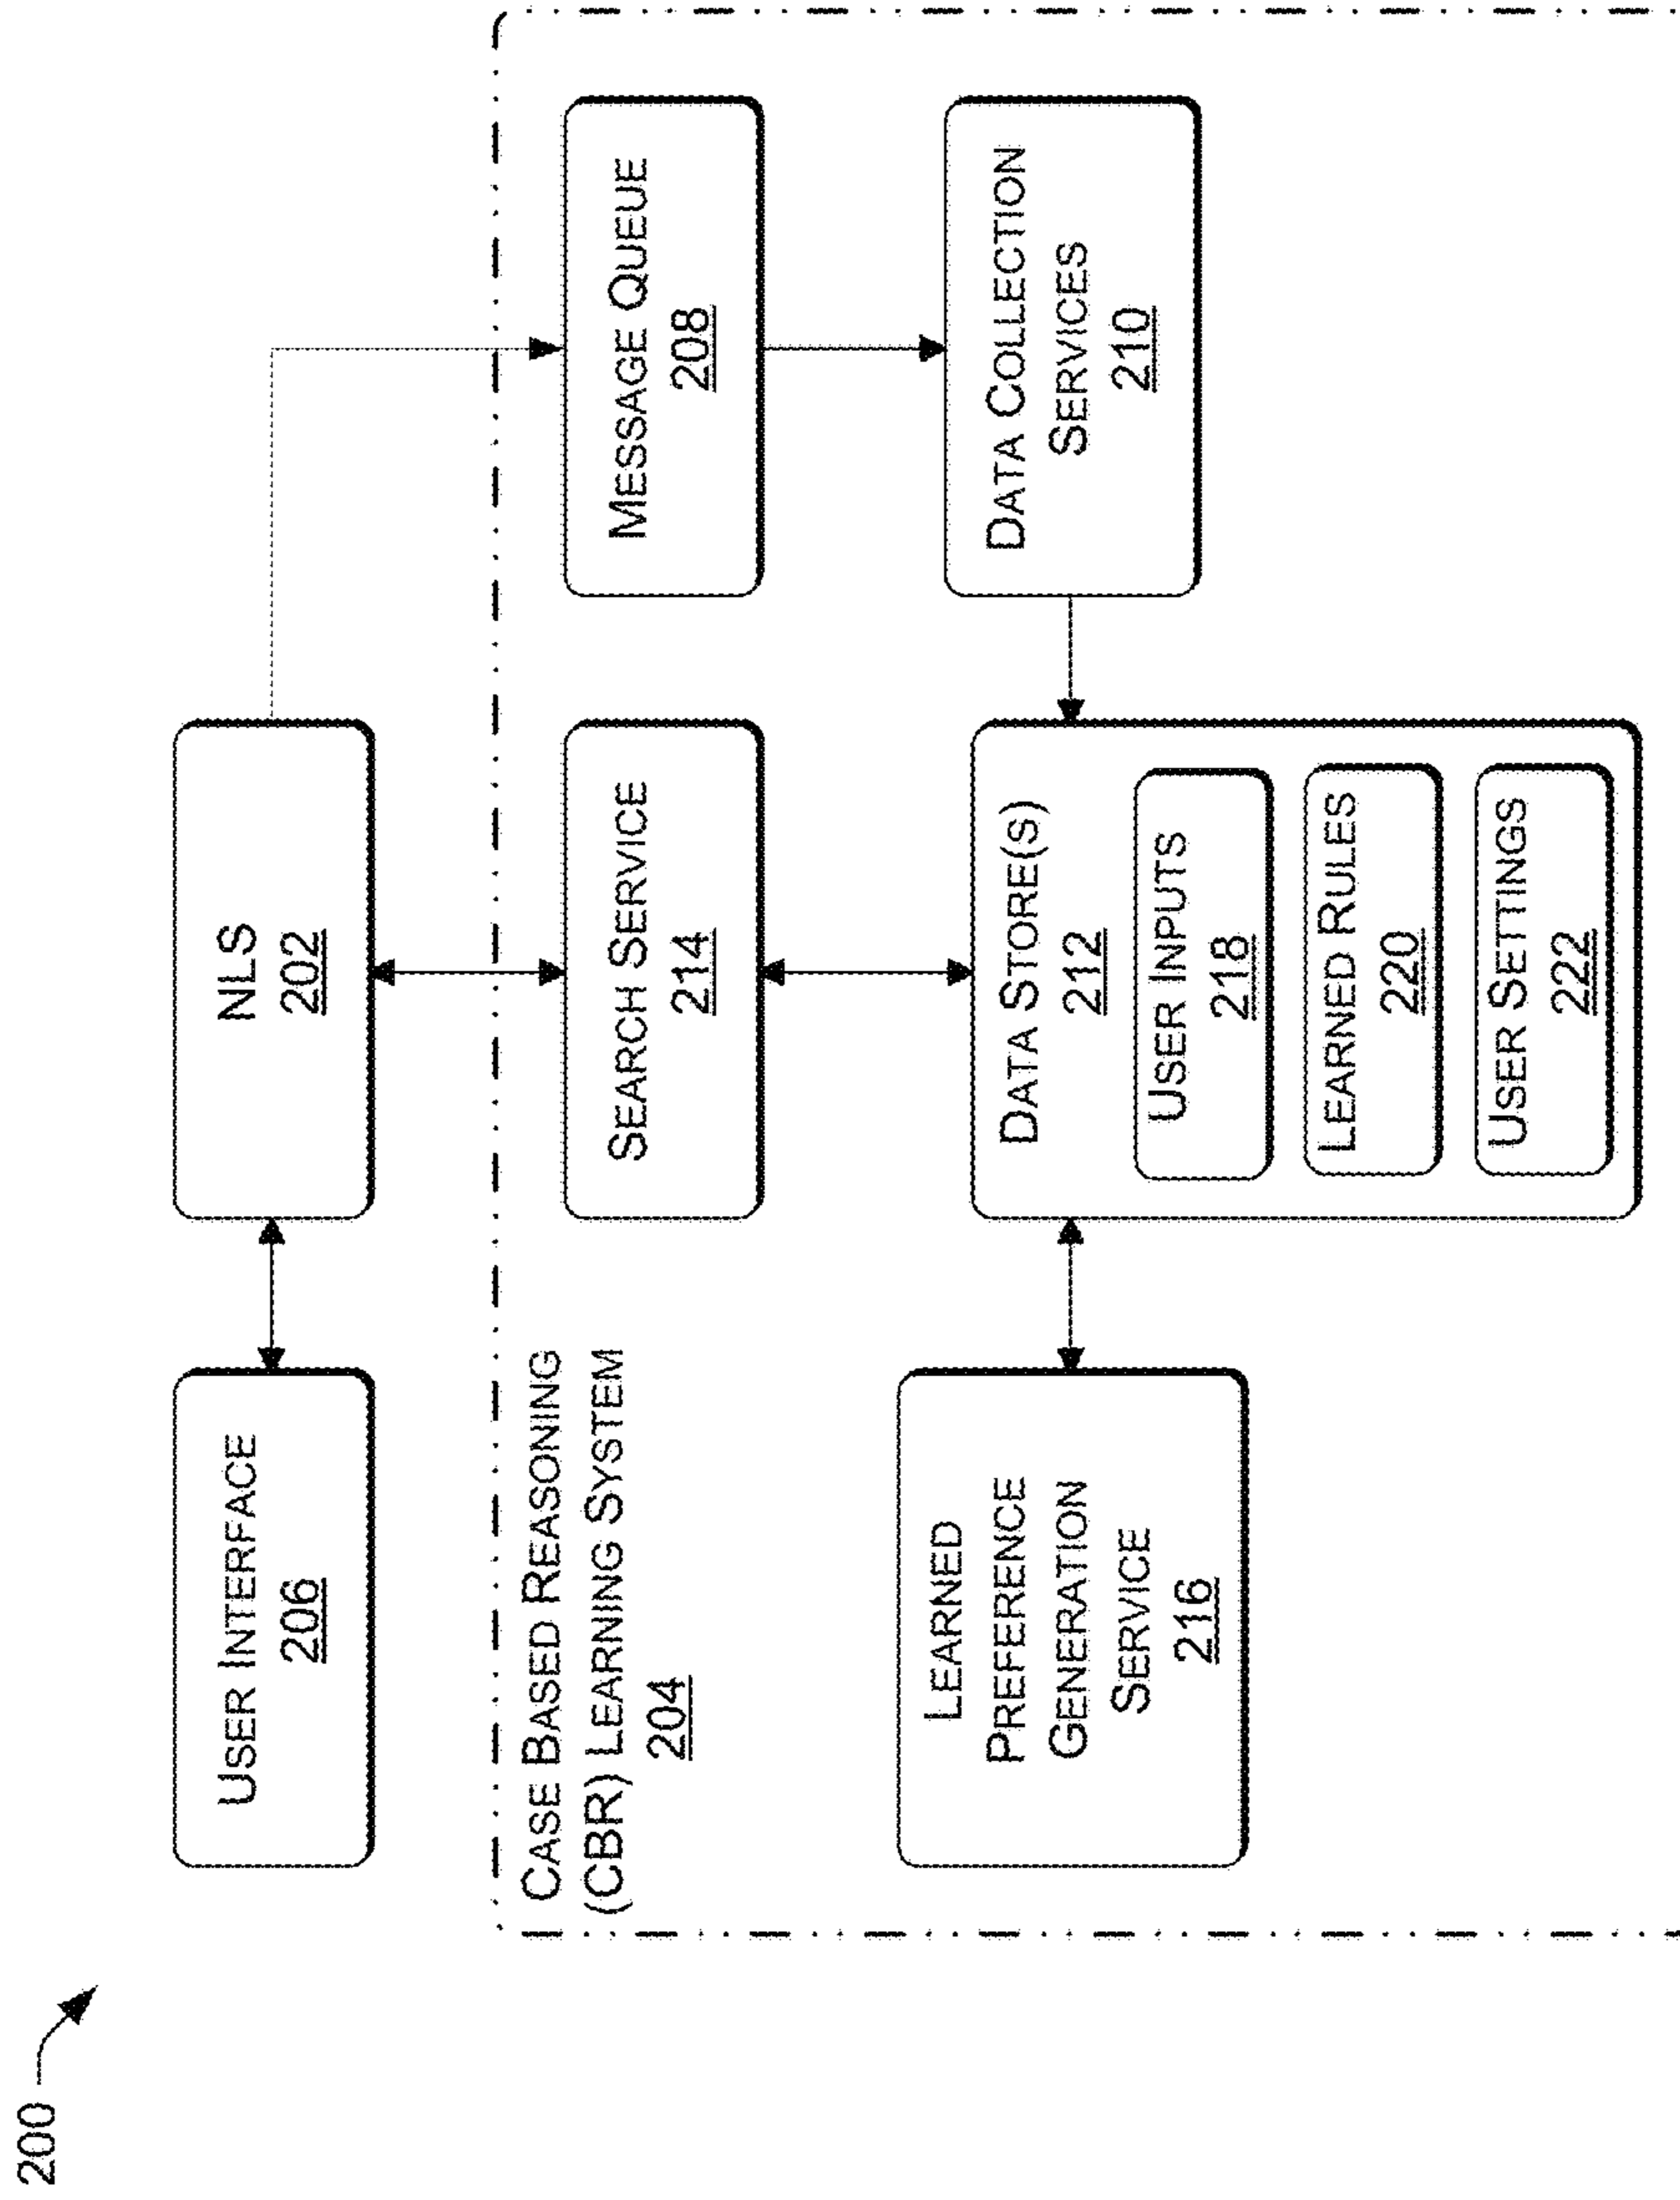 200
USER INTERFACE
206
NLS
202
CASE BASED REASONING
(CBR) LEARNING SYSTEM
204
SEARCH SERVICE
214
MESSAGE QUEUE
208
LEARNED
PREFERENCE
GENERATION
SERVICE
216
DATA STORE(S)
212
USER INPUTS
218
LEARNED RULES
220
USER SETTINGS
222
DATA COLLECTION
SERVICES
210